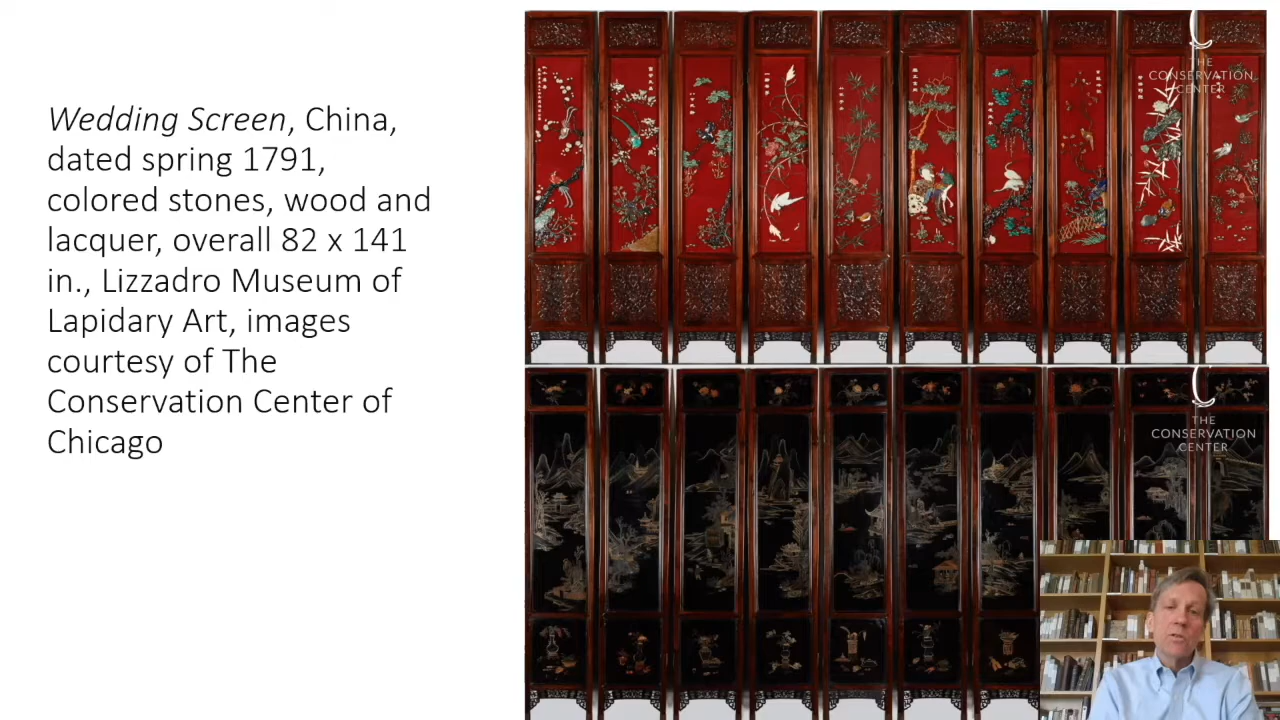 Wedding Screen, China,
dated spring 1791,
colored stones, wood and
lacquer, overall 82 x 141
in., Lizzadro Museum of
Lapidary Art, images
courtesy of The
Conservation Center of
Chicago
THE
CONSERVATION
CENTER
THE
CONSERVATION
CENTER